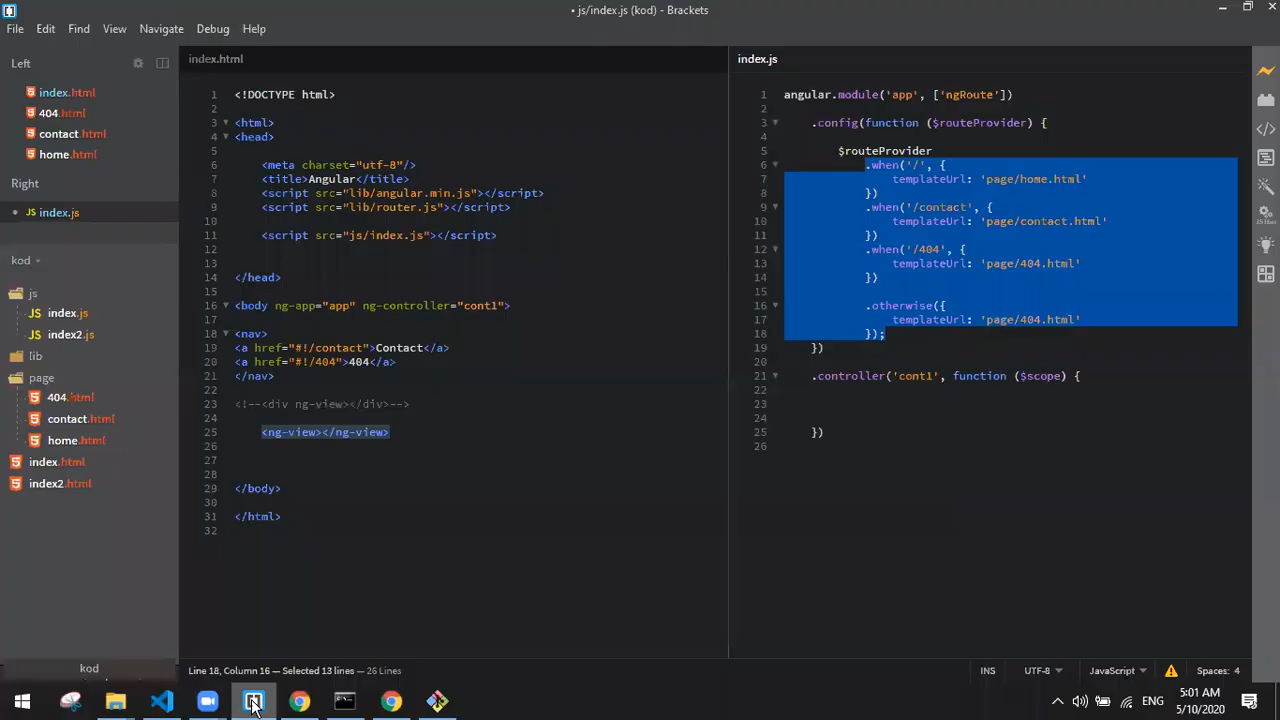 • js/index.js (kod) - Brackets
File Edit Find View Navigate Debug Help
Left
index.html
404.html
contact.html
home.html
Right
• index.js
kod
js
index.js
index2.js
lib
page
404.html
contact.html
home.html
index.html
index2.html
kod
index.html
1 <!DOCTYPE html>
2
3 <html>
4 <head>
5
6 <meta charset="utf-8"/>
7 <title>Angular</title>
8 <script src="lib/angular.min.js"></script>
9 <script src="lib/router.js"></script>
10
11 <script src="js/index.js"></script>
12
13
14 </head>
15
16 <body ng-app="app" ng-controller="cont1">
17
18 <nav>
19 <a href="#!/contact">Contact</a>
20 <a href="#!/404">404</a>
21 </nav>
22
23 <!--<div ng-view></div>-->
24
25 <ng-view></ng-view>
26
27
28
29 </body>
30
31 </html>
32
index.js
1 angular.module('app', ['ngRoute'])
2
3 .config(function ($routeProvider) {
4
5 $routeProvider
6 .when('/', {
7 templateUrl: 'page/home.html'
8 })
9 .when('/contact', {
10 templateUrl: 'page/contact.html'
11 })
12 .when('/404', {
13 templateUrl: 'page/404.html'
14 })
15
16 .otherwise({
17 templateUrl: 'page/404.html'
18 });
19 })
20
21 .controller('cont1', function ($scope) {
22
23
24
25 })
26
Line 18, Column 16 — Selected 13 lines — 26 Lines
INS UTF-8 JavaScript Spaces: 4
ENG
5:01 AM
5/10/2020